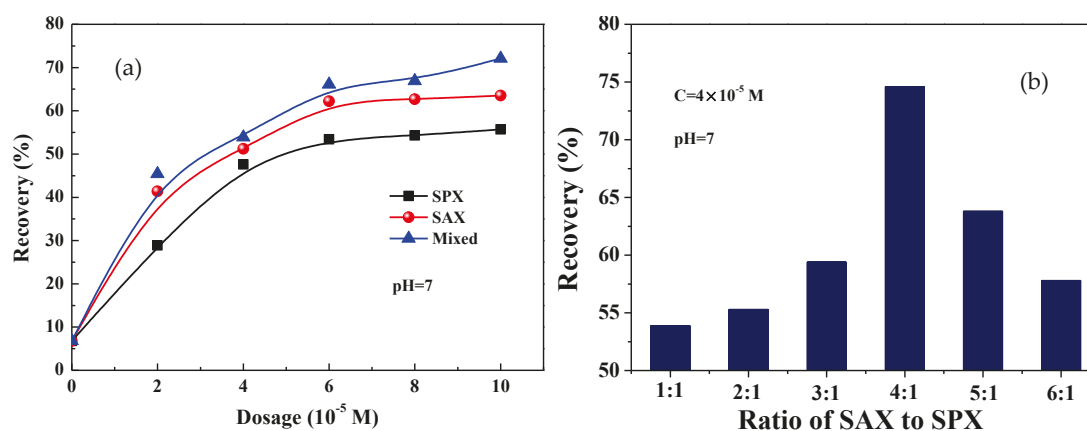 (a)
80
70
60
50
40
30
20
10
0
Recovery (%)
SPX
SAX
Mixed
pH=7
0 2 4 6 8 10
Dosage (10⁻⁵ M)
(b)
80
75
70
65
60
55
50
Recovery (%)
C=4×10⁻⁵ M
pH=7
1:1 2:1 3:1 4:1 5:1 6:1
Ratio of SAX to SPX